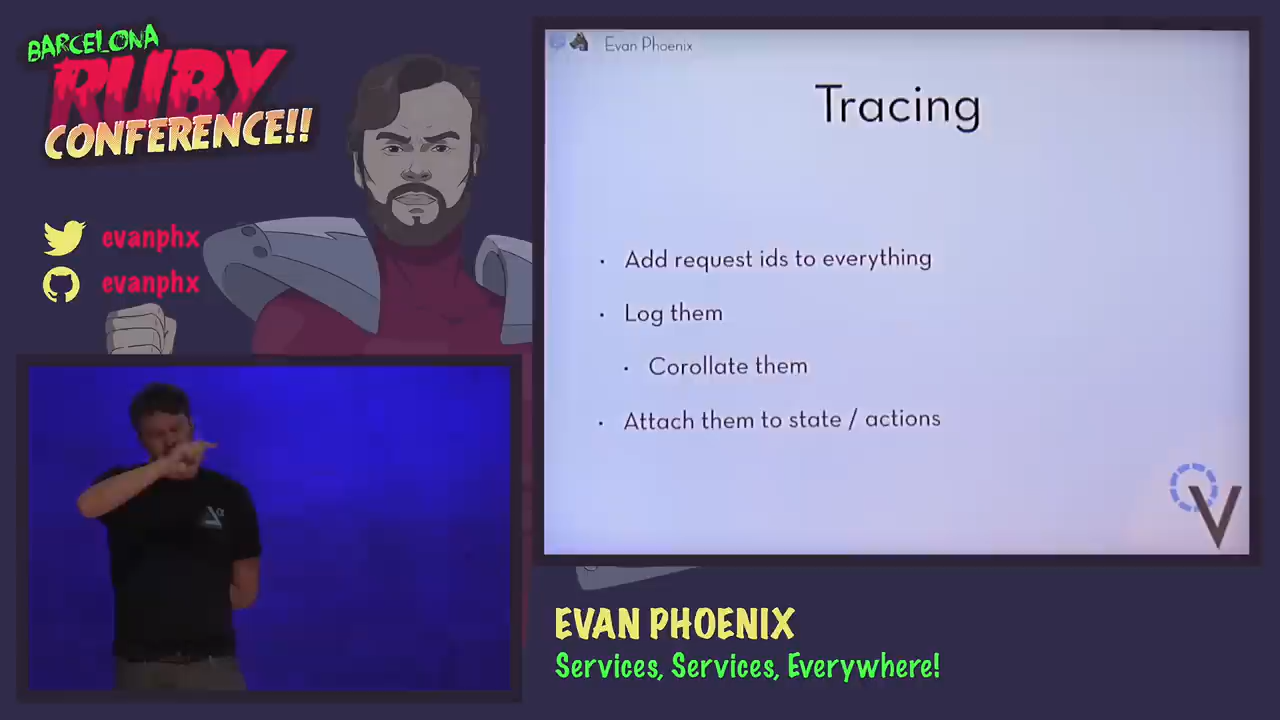 BARCELONA
RUBY
CONFERENCE!!
evanphx
evanphx
Evan Phoenix
Tracing
· Add request ids to everything
· Log them
· Corollate them
· Attach them to state / actions
V
EVAN PHOENIX
Services, Services, Everywhere!